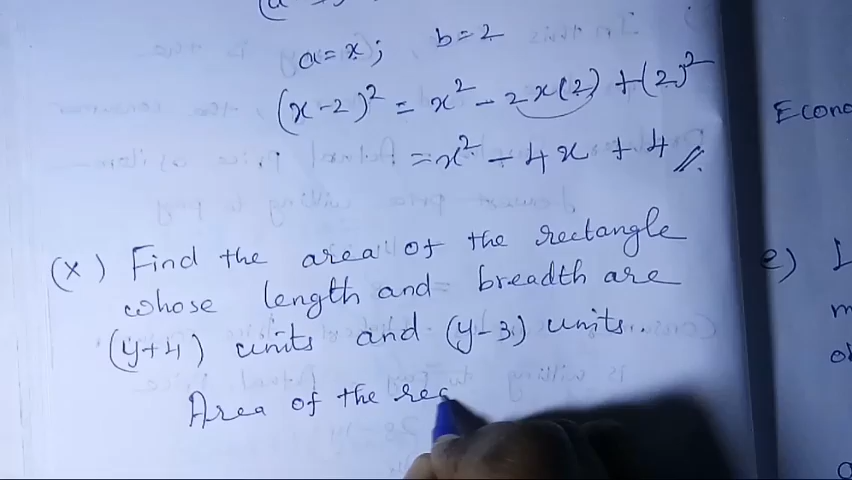 a = x; b = 2
(x-2)² = x² - 2x(2) + (2)²
= x² - 4x + 4 //
Econo
(x) Find the area of the rectangle
whose length and breadth are
(y+4) units and (y-3) units.
Area of the rec
e)